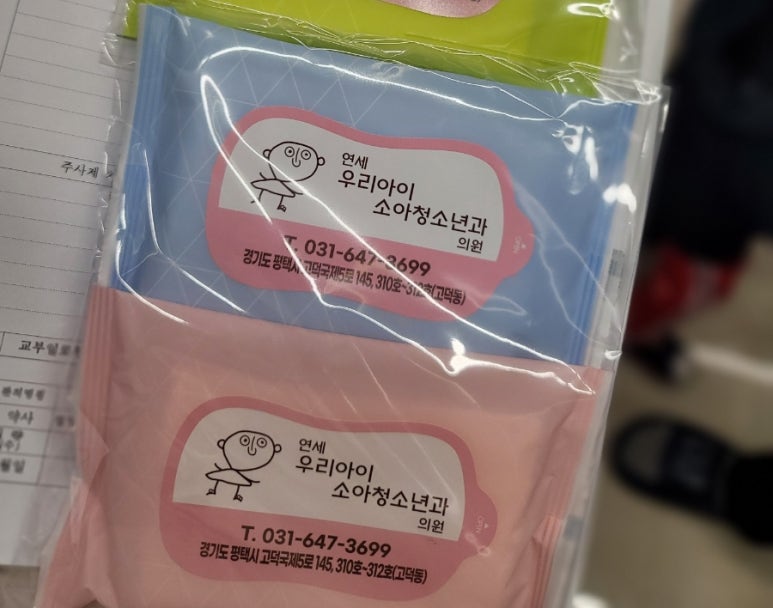 주사제
연세
우리아이
소아청소년과
의원
OPEN
T. 031-647-3699
경기도 평택시 고덕국제5로 145, 310호~312호(고덕동)
교부일로
연세
우리아이
소아청소년과
의원
OPEN
T. 031-647-3699
경기도 평택시 고덕국제5로 145, 310호~312호(고덕동)
약사
월일